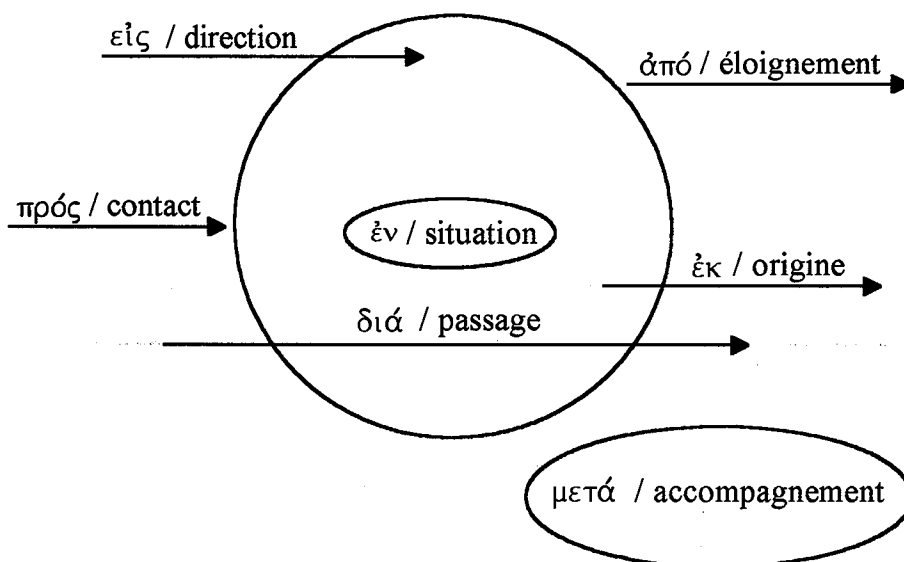 εἰς / direction
ἀπό / éloignement
πρός / contact
ἐν / situation
ἐκ / origine
διά / passage
μετά / accompagnement